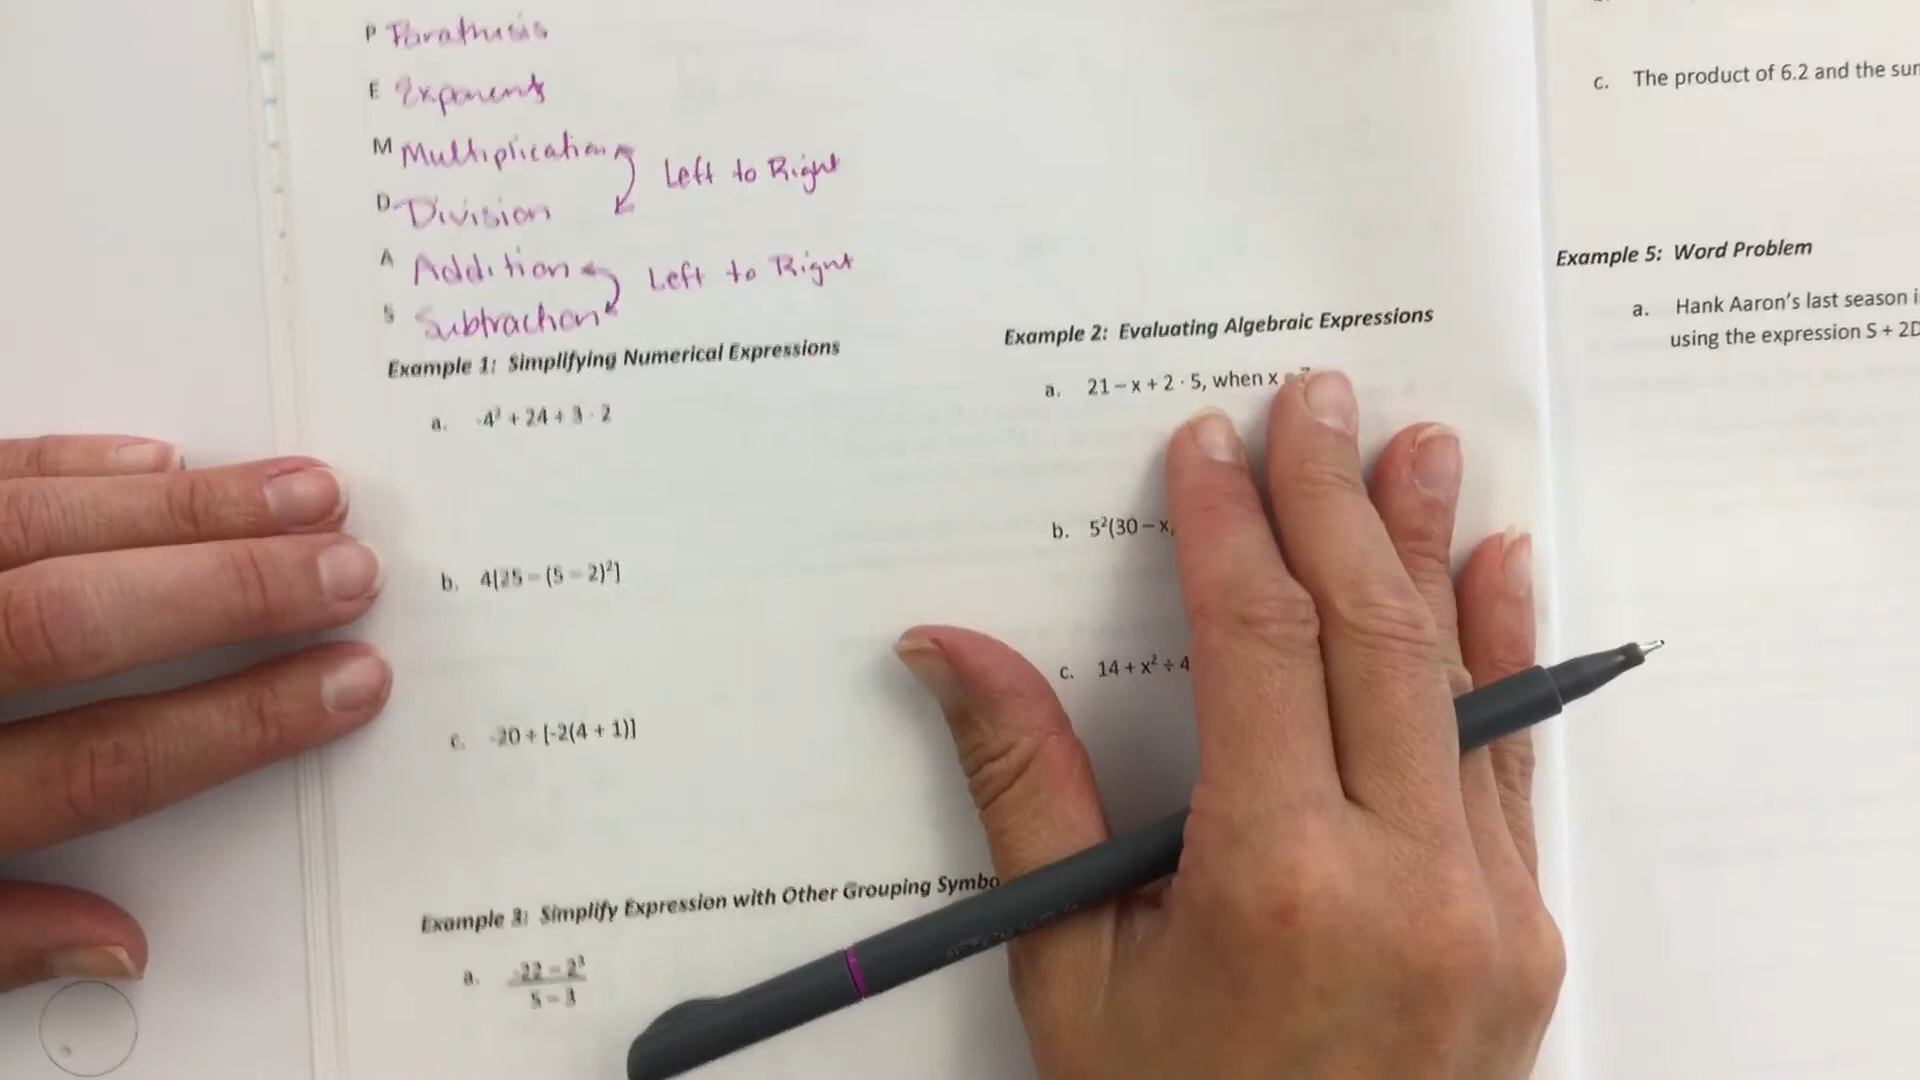 P Parathisis
E Exponents
M Multiplication
Left to Right
D Division
A Addition
Left to Right
S Subtraction
Example 1: Simplifying Numerical Expressions
a. + 24 ÷ 3 · 2
b. 4[25 – (5 – 2)²]
c. -20 ÷ [-2(4 + 1)]
Example 3: Simplify Expression with Other Grouping Symbo
a. -22 – 2³
5 – 3
Example 2: Evaluating Algebraic Expressions
a. 21 – x + 2 · 5, when x
b. 5²(30 – x
c. 14 + x² ÷ 4
c. The product of 6.2 and the sum
Example 5: Word Problem
a. Hank Aaron's last season i
using the expression S + 2D